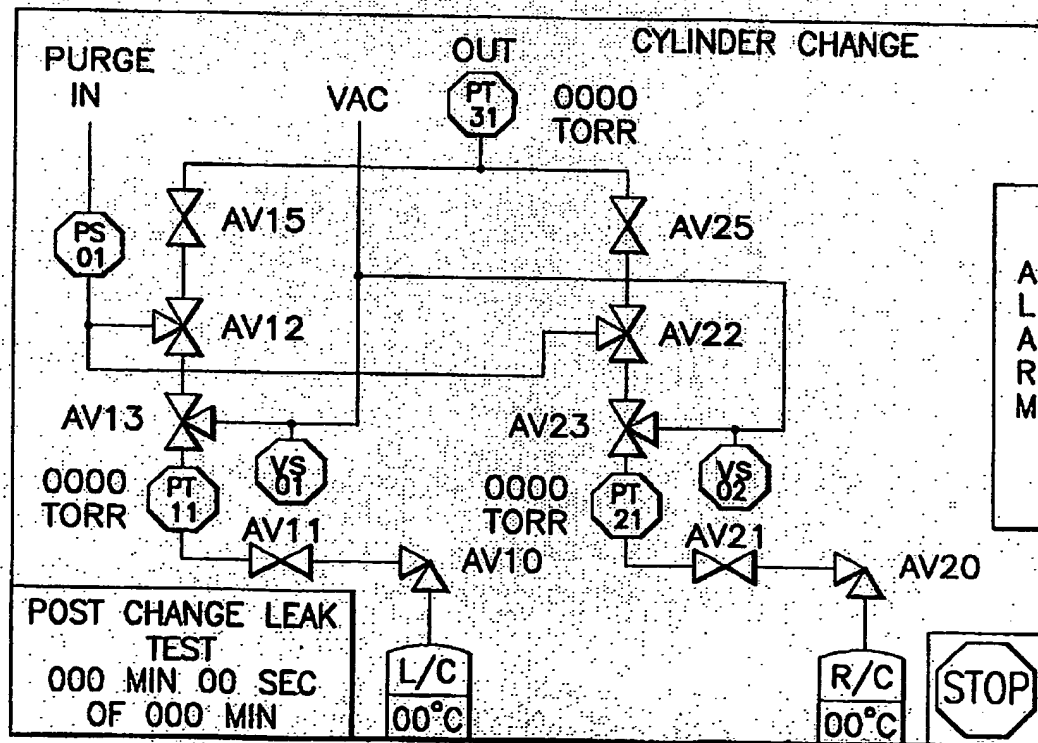 CYLINDER CHANGE
PURGE
IN
VAC
OUT
PT
31
0000
TORR
PS
01
AV15
AV25
AV12
AV22
AV13
AV23
VS
01
VS
02
0000
TORR
PT
11
0000
TORR
PT
21
AV11
AV10
AV21
AV20
A
L
A
R
M
POST CHANGE LEAK
TEST
000 MIN 00 SEC
OF 000 MIN
L/C
00°C
R/C
00°C
STOP